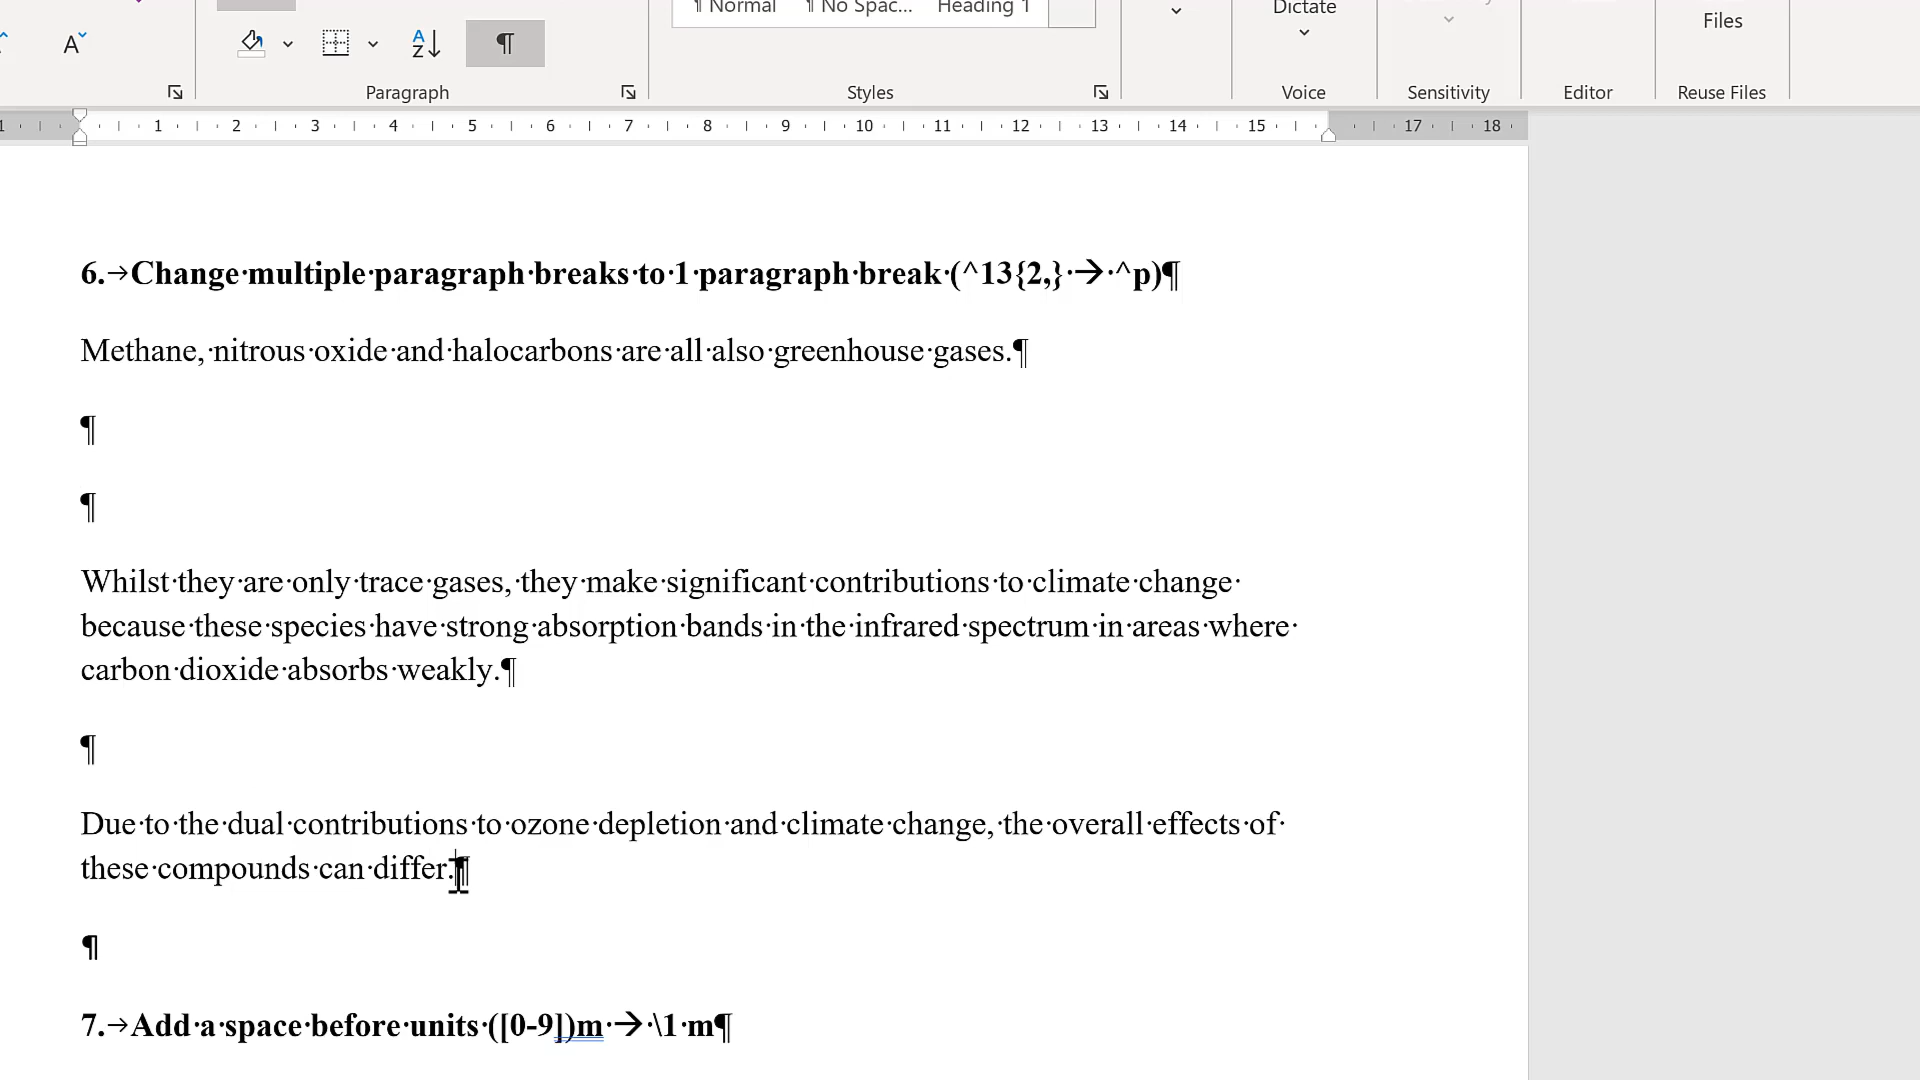 Normal No Spac... Heading 1 Dictate Files
A
A Z ¶
Paragraph Styles Voice Sensitivity Editor Reuse Files
1 1 2 3 4 5 6 7 8 9 10 11 12 13 14 15 17 18
6.→Change·multiple·paragraph·breaks·to·1·paragraph·break·(^13{2,}·→·^p)¶
Methane,·nitrous·oxide·and·halocarbons·are·all·also·greenhouse·gases.¶
¶
¶
Whilst·they·are·only·trace·gases,·they·make·significant·contributions·to·climate·change·
because·these·species·have·strong·absorption·bands·in·the·infrared·spectrum·in·areas·where·
carbon·dioxide·absorbs·weakly.¶
¶
Due·to·the·dual·contributions·to·ozone·depletion·and·climate·change,·the·overall·effects·of·
these·compounds·can·differ.¶
¶
7.→Add·a·space·before·units·([0-9])m·→·\1·m¶